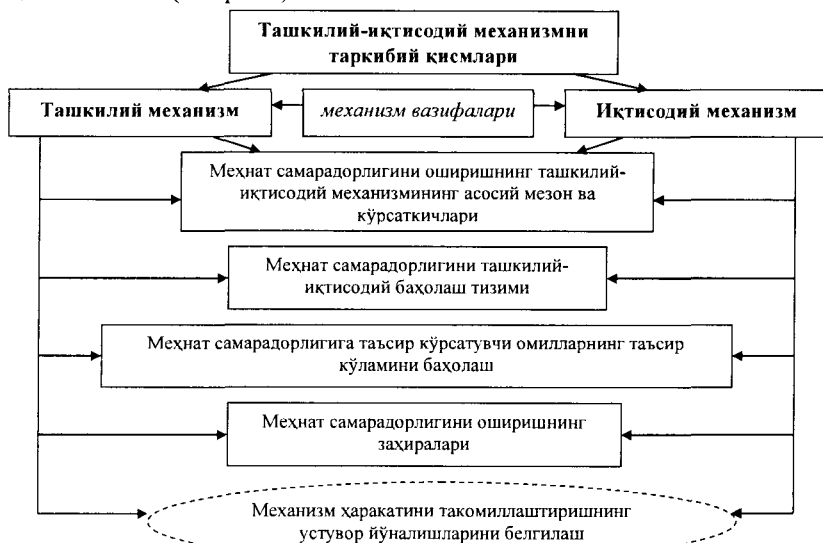 Ташкилий-иқтисодий механизмни
таркибий қисмлари
Ташкилий механизм
механизм вазифалари
Иқтисодий механизм
Меҳнат самарадорлигини оширишнинг ташкилий-
иқтисодий механизмининг асосий мезон ва
кўрсаткичлари
Меҳнат самарадорлигини ташкилий-
иқтисодий баҳолаш тизими
Меҳнат самарадорлигига таъсир кўрсатувчи омилларнинг таъсир
кўламини баҳолаш
Меҳнат самарадорлигини оширишнинг
заҳиралари
Механизм ҳаракатини такомиллаштиришнинг
устувор йўналишларини белгилаш